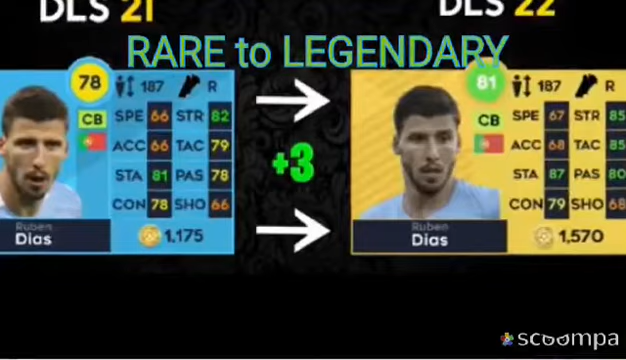 DLS 21
DLS 22
RARE to LEGENDARY
78
187
R
SPE 66 STR 82
CB
ACC 66 TAC 79
STA 81 PAS 78
CON 78 SHO 66
Ruben
Dias
1,175
+3
81
187
R
SPE 67 STR 85
CB
ACC 68 TAC 85
STA 87 PAS 80
CON 79 SHO 68
Ruben
Dias
1,570
scoompa